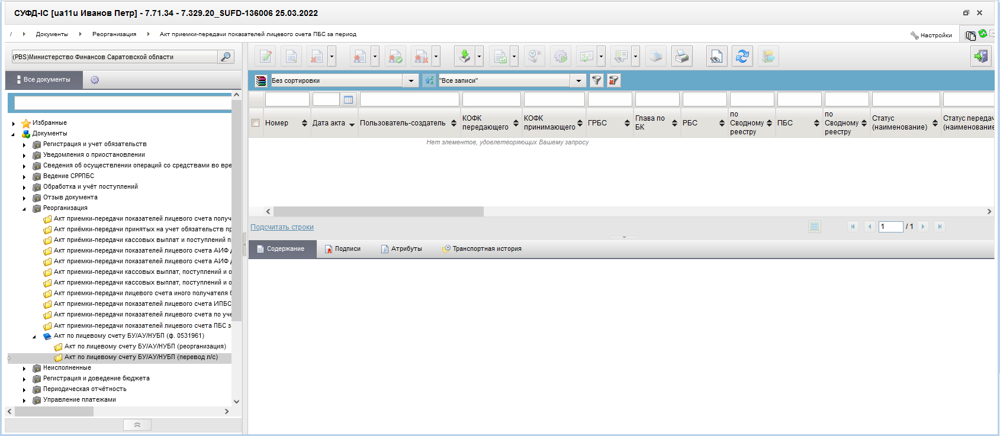 СУФД-IC [ua11u Иванов Петр] - 7.71.34 - 7.329.20_SUFD-136006 25.03.2022
/ Документы Реорганизация Акт приемки-передачи показателей лицевого счета ПБС за период
Настройки
(PBS)Министерство Финансов Саратовской области
Все документы
Избранные
Документы
Регистрация и учет обязательств
Уведомления о приостановлении
Сведения об осуществлении операций со средствами во вре
Ведение СРРПБС
Обработка и учёт поступлений
Отзыв документа
Реорганизация
Акт приемки-передачи показателей лицевого счета получ
Акт приёмки-передачи принятых на учет обязательств пр
Акт приёмки-передачи кассовых выплат и поступлений п
Акт приемки-передачи показателей лицевого счета АИФ д
Акт приемки-передачи показателей лицевого счета АИФ д
Акт приемки-передачи кассовых выплат, поступлений и о
Акт приемки-передачи кассовых выплат, поступлений и о
Акт приемки-передачи лицевого счета иного получателя б
Акт приемки-передачи показателей лицевого счета ИПБС
Акт приемки-передачи показателей лицевого счета по уче
Акт приемки-передачи показателей лицевого счета ПБС за
Акт по лицевому счету БУ/АУ/НУБП (ф. 0531961)
Акт по лицевому счету БУ/АУ/НУБП (реорганизация)
Акт по лицевому счету БУ/АУ/НУБП (перевод л/с)
Неисполненные
Регистрация и доведение бюджета
Периодическая отчётность
Управление платежами
Без сортировки
"Все записи"
Номер
Дата акта
Пользователь-создатель
КОФК
передающего
КОФК
принимающего
ГРБС
Глава по
БК
РБС
по
Сводному
реестру
ПБС
по
Сводному
реестру
Статус
(наименование)
Статус передач
(наименование
Нет элементов, удовлетворяющих Вашему запросу
Подсчитать строки
1 / 1
Содержание
Подписи
Атрибуты
Транспортная история